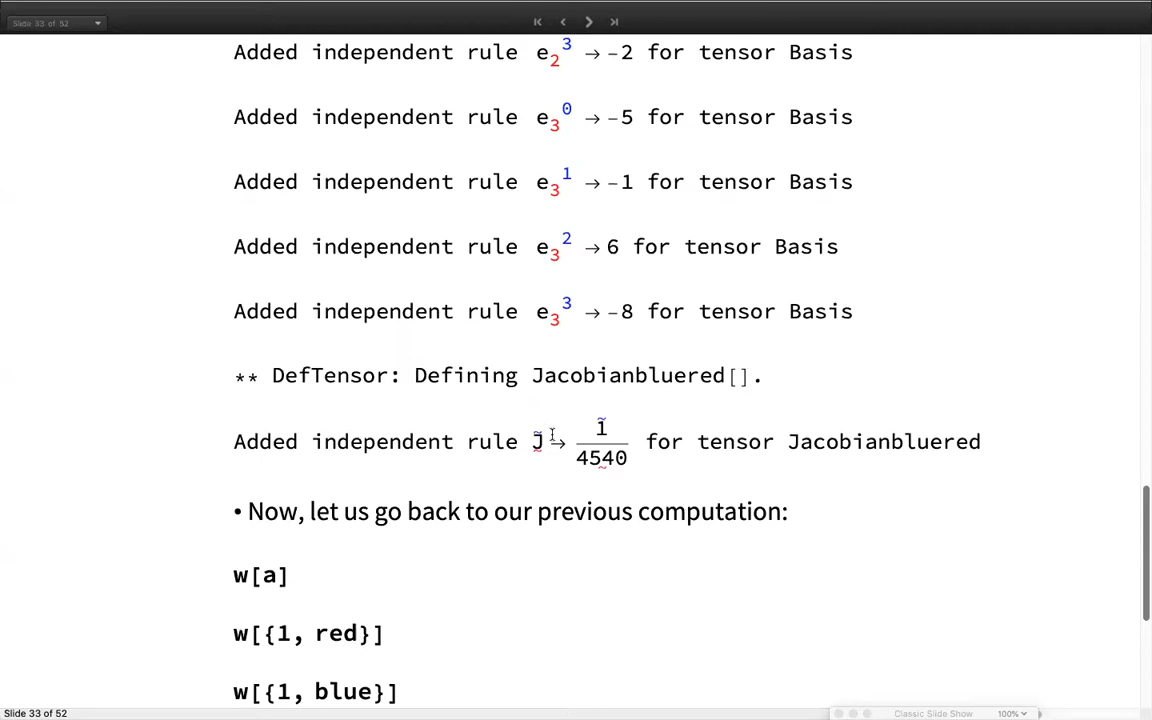 Slide 33 of 52
Added independent rule e₂³ → -2 for tensor Basis
Added independent rule e₃⁰ → -5 for tensor Basis
Added independent rule e₃¹ → -1 for tensor Basis
Added independent rule e₃² → 6 for tensor Basis
Added independent rule e₃³ → -8 for tensor Basis
** DefTensor: Defining Jacobianbluered[].
Added independent rule J̰̃ → 1̃/4540̰ for tensor Jacobianbluered
• Now, let us go back to our previous computation:
w[a]
w[{1, red}]
w[{1, blue}]
Slide 33 of 52 Classic Slide Show 100%